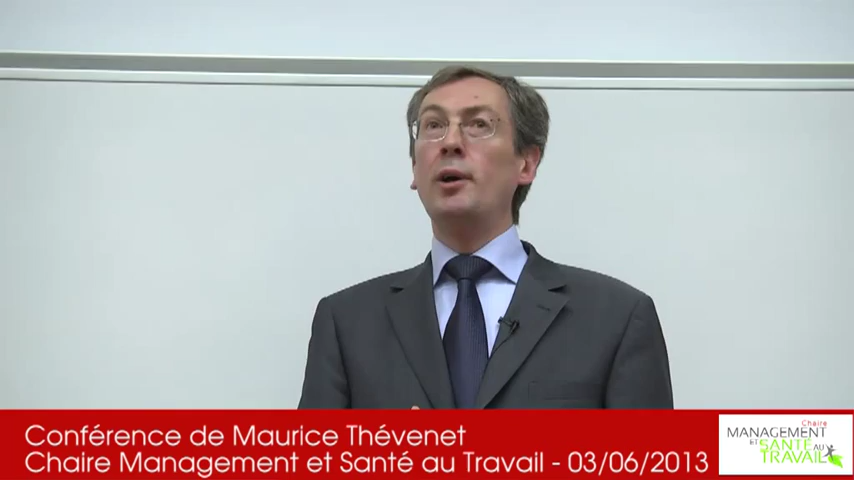 Conférence de Maurice Thévenet
Chaire Management et Santé au Travail - 03/06/2013
Chaire
MANAGEMENT
ET
SANTÉ
AU
TRAVAIL